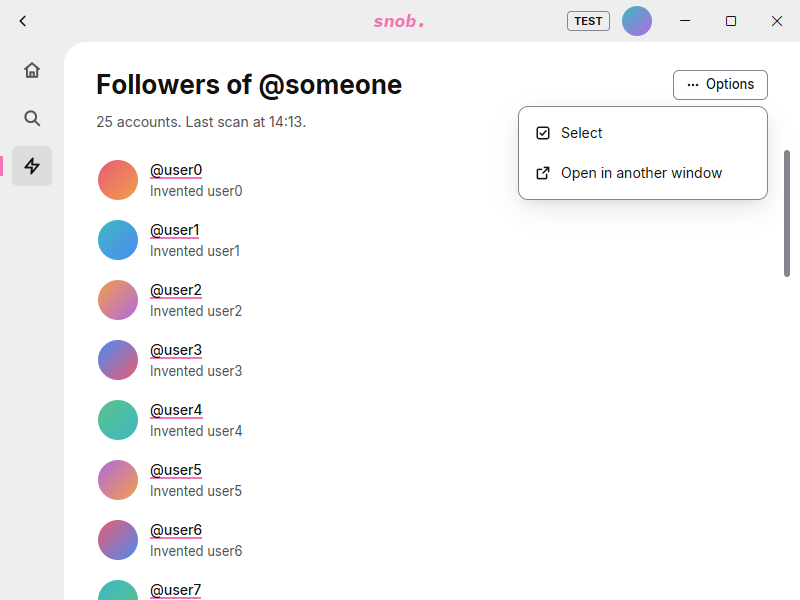 snob.
TEST
Followers of @someone
Options
25 accounts. Last scan at 14:13.
Select
Open in another window
@user0
Invented user0
@user1
Invented user1
@user2
Invented user2
@user3
Invented user3
@user4
Invented user4
@user5
Invented user5
@user6
Invented user6
@user7